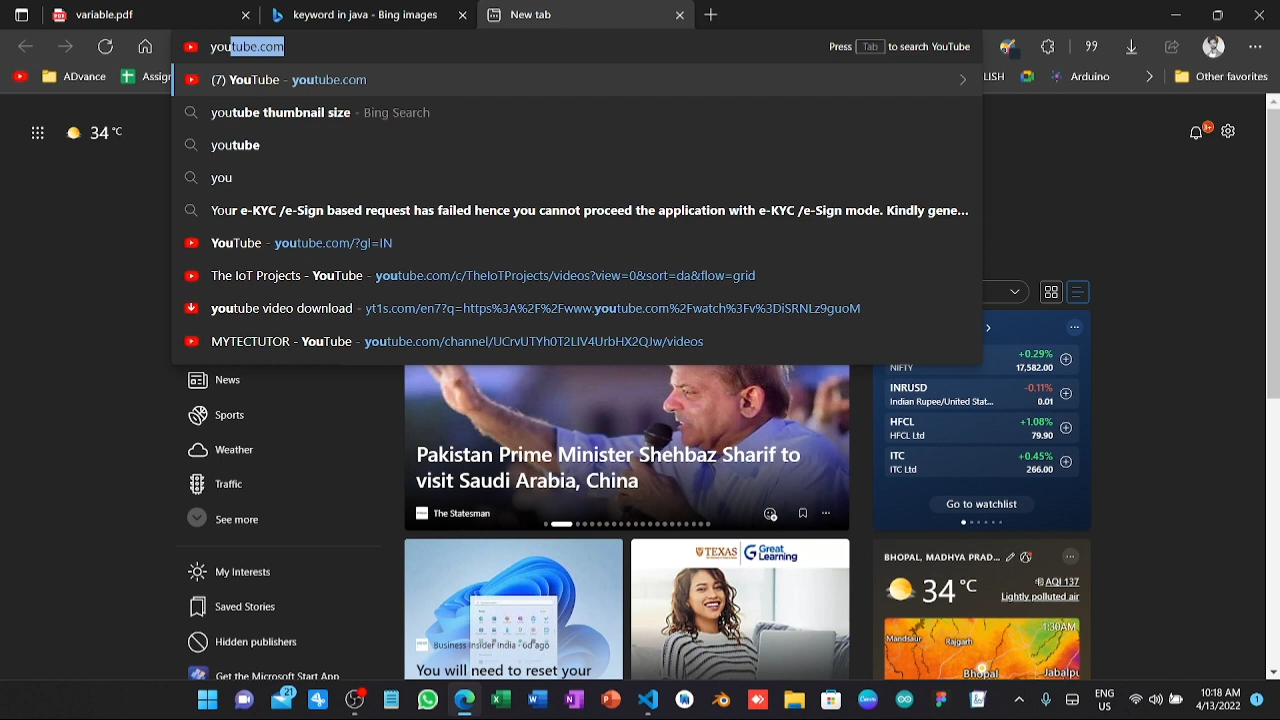 variable.pdf
keyword in java - Bing images
New tab
youtube.com
Press Tab to search YouTube
ADvance
Assign
LISH
Arduino
Other favorites
(7) YouTube - youtube.com
youtube thumbnail size - Bing Search
youtube
you
Your e-KYC /e-Sign based request has failed hence you cannot proceed the application with e-KYC /e-Sign mode. Kindly gene...
YouTube - youtube.com/?gl=IN
The IoT Projects - YouTube - youtube.com/c/TheIoTProjects/videos?view=0&sort=da&flow=grid
youtube video download - yt1s.com/en7?q=https%3A%2F%2Fwww.youtube.com%2Fwatch%3Fv%3DiSRNLz9guoM
MYTECTUTOR - YouTube - youtube.com/channel/UCrvUTYh0T2LIV4UrbHX2QJw/videos
34 °C
3+
News
Sports
Weather
Traffic
See more
My Interests
Saved Stories
Hidden publishers
Get the Microsoft Start app
Pakistan Prime Minister Shehbaz Sharif to
visit Saudi Arabia, China
The Statesman
+0.29%
NIFTY 17,582.00
INRUSD -0.11%
Indian Rupee/United Stat... 0.01
HFCL +1.08%
HFCL Ltd 79.90
ITC +0.45%
ITC Ltd 266.00
Go to watchlist
Business Insider India · 6d ago
You will need to reset your
TEXAS Great
Learning
BHOPAL, MADHYA PRAD...
34 °C
AQI 137
Lightly polluted air
1:30AM
Mandsaur
Rajgarh
Bhopal
Jabalpu
21
ENG
US
10:18 AM
4/13/2022
1